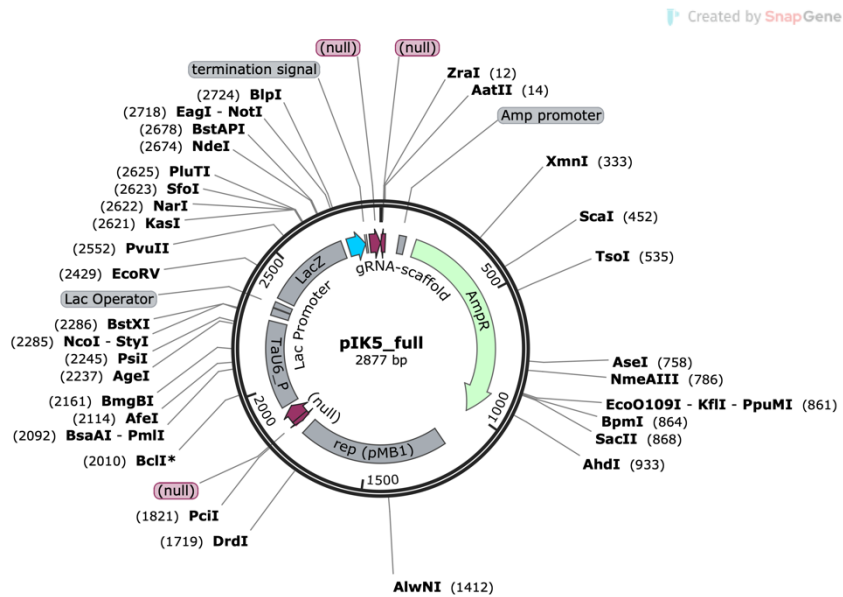 Created by SnapGene
(null)
(null)
termination signal
ZraI (12)
AatII (14)
Amp promoter
(2724) BlpI
(2718) EagI - NotI
(2678) BstAPI
(2674) NdeI
XmnI (333)
(2625) PluTI
(2623) SfoI
(2622) NarI
(2621) KasI
ScaI (452)
(2552) PvuII
TsoI (535)
(2429) EcoRV
Lac Operator
(2286) BstXI
(2285) NcoI - StyI
(2245) PsiI
(2237) AgeI
(2161) BmgBI
(2114) AfeI
(2092) BsaAI - PmlI
(2010) BclI*
(null)
(1821) PciI
(1719) DrdI
AlwNI (1412)
AseI (758)
NmeAIII (786)
EcoO109I - KflI - PpuMI (861)
BpmI (864)
SacII (868)
AhdI (933)
500
1000
1500
2000
2500
LacZ
gRNA-scaffold
AmpR
Lac Promoter
TaU6_P
(null)
rep (pMB1)
pIK5_full
2877 bp